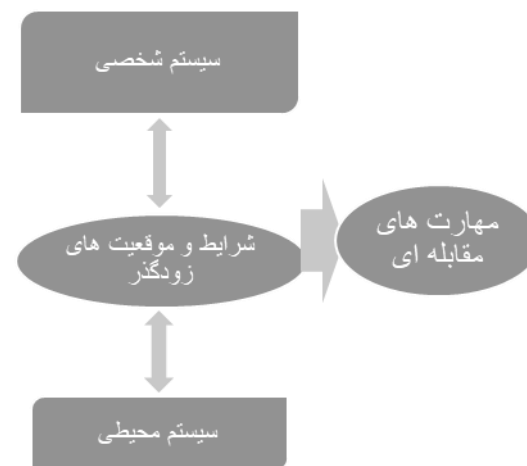 سیستم شخصی
شرایط و موقعیت های
زودگذر
مهارت های
مقابله ای
سیستم محیطی